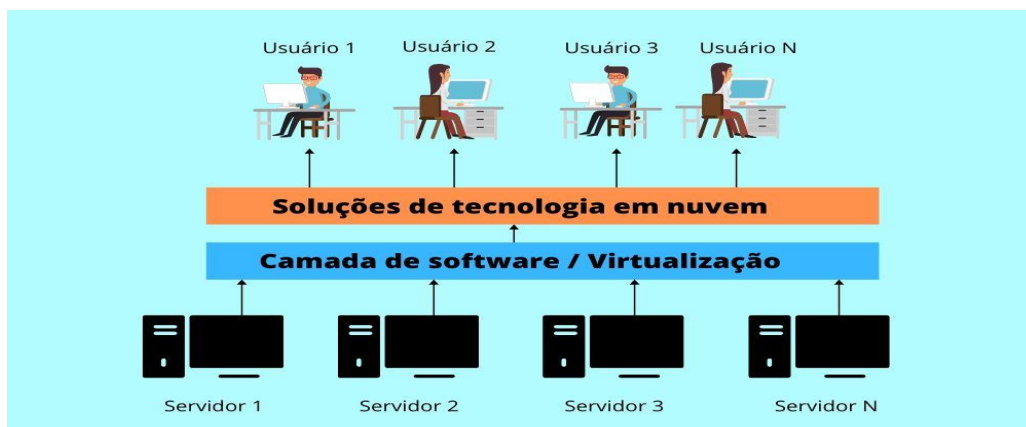 Usuário 1
Usuário 2
Usuário 3
Usuário N
Soluções de tecnologia em nuvem
Camada de software / Virtualização
Servidor 1
Servidor 2
Servidor 3
Servidor N